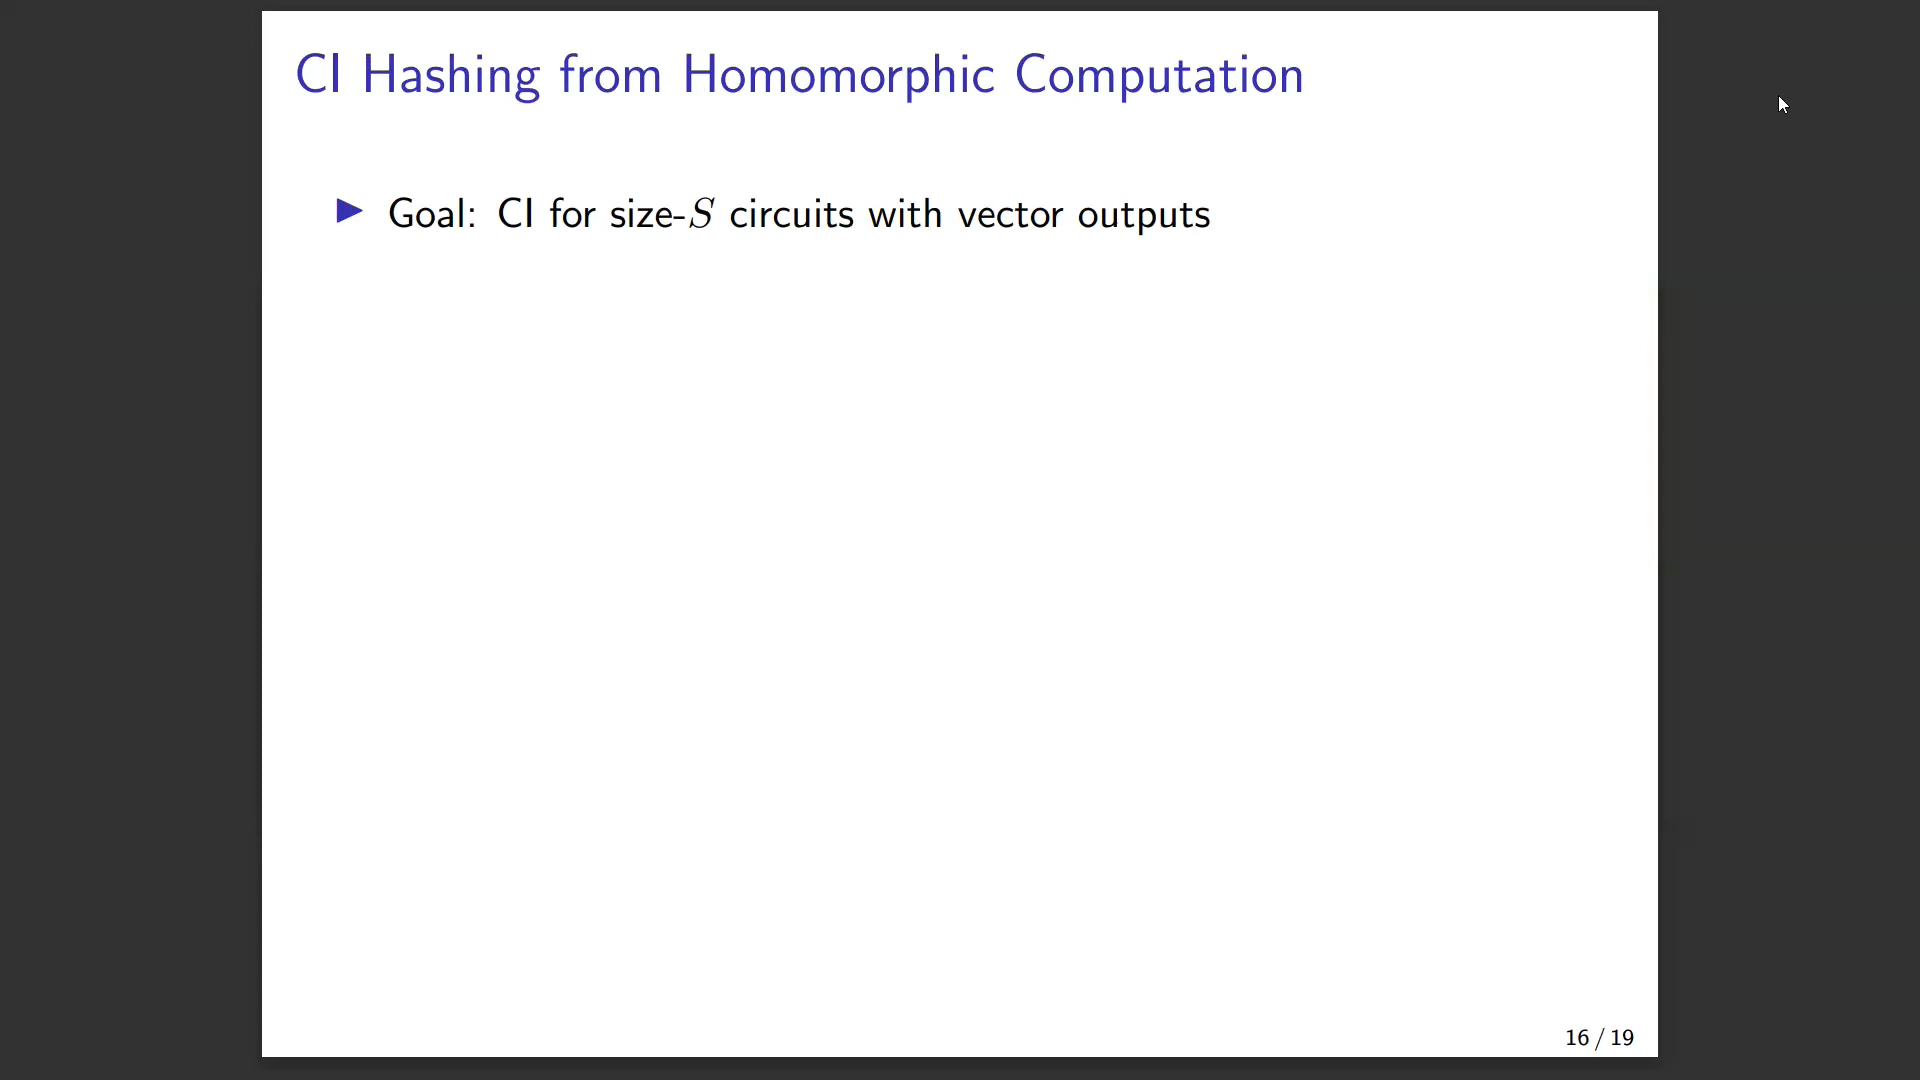 CI Hashing from Homomorphic Computation
▶ Goal: CI for size-S circuits with vector outputs
16 / 19